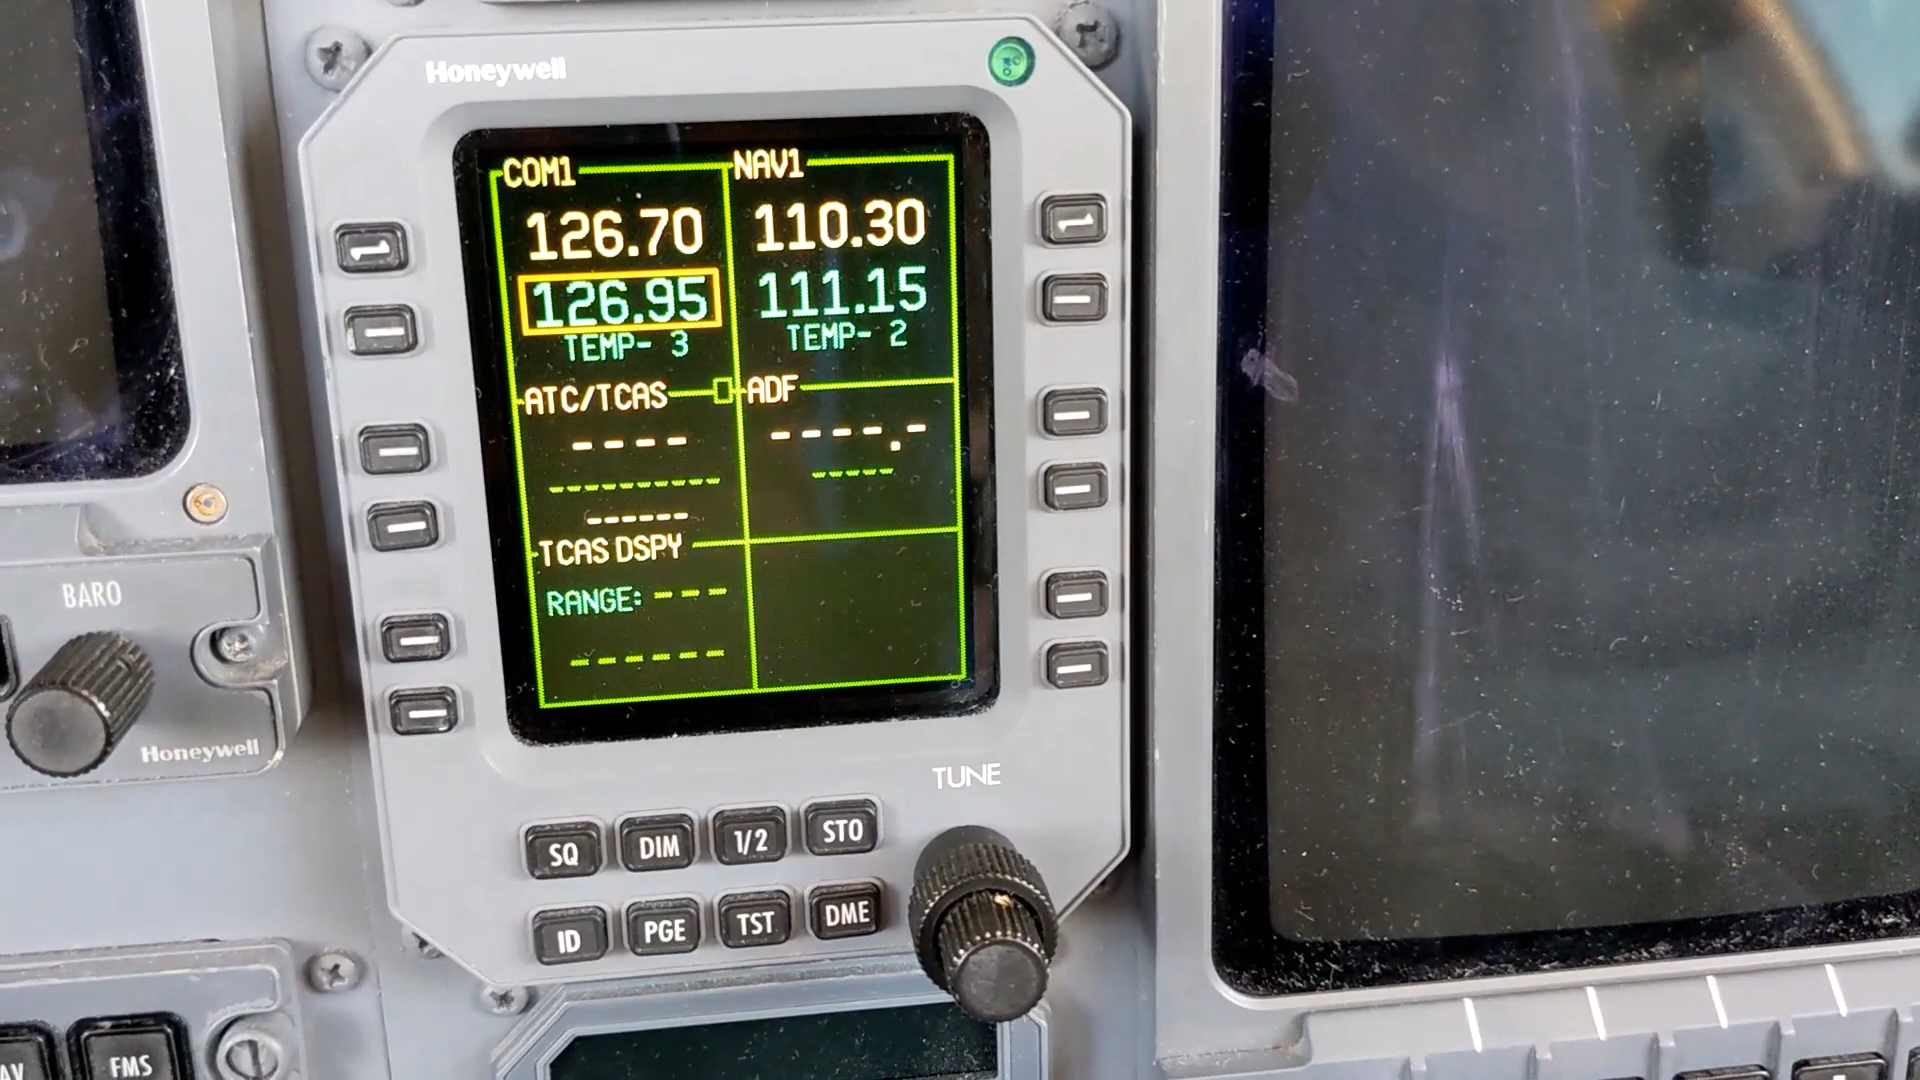 Honeywell
COM1 NAV1
126.70 110.30
126.95 111.15
TEMP- 3 TEMP- 2
ATC/TCAS ADF
- - - - - - - -.-
--------- -----
------
TCAS DSPY
RANGE: --- --- ---
- - - - - -
BARO
Honeywell
TUNE
SQ DIM 1/2 STO
ID PGE TST DME
FMS